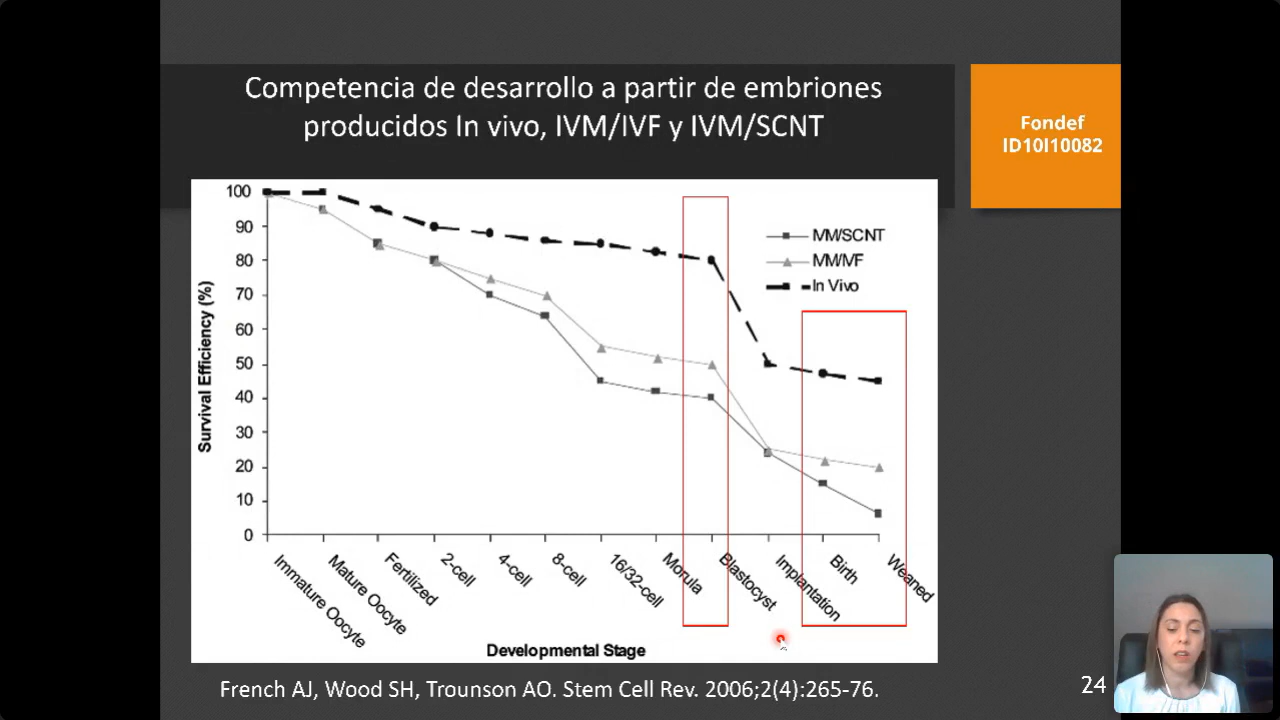 Competencia de desarrollo a partir de embriones
producidos In vivo, IVM/IVF y IVM/SCNT
Fondef
ID10I10082
100
90
80
70
60
50
40
30
20
10
0
Survival Efficiency (%)
IVM/SCNT
IVM/IVF
In Vivo
Immature Oocyte
Mature Oocyte
Fertilized
2-cell
4-cell
8-cell
16/32-cell
Morula
Blastocyst
Implantation
Birth
Weaned
Developmental Stage
French AJ, Wood SH, Trounson AO. Stem Cell Rev. 2006;2(4):265-76.
24